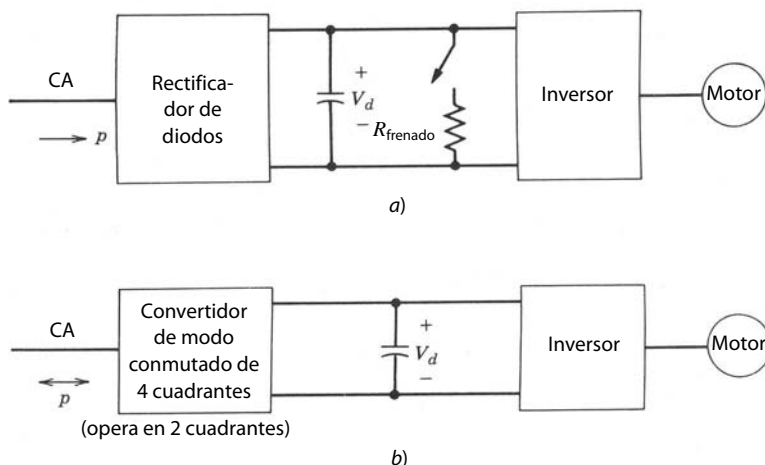 CA
p
Rectifica-
dor de
diodos
+
V_d
−
R_frenado
Inversor
Motor
a)
CA
p
Convertidor
de modo
conmutado de
4 cuadrantes
(opera en 2 cuadrantes)
+
V_d
−
Inversor
Motor
b)